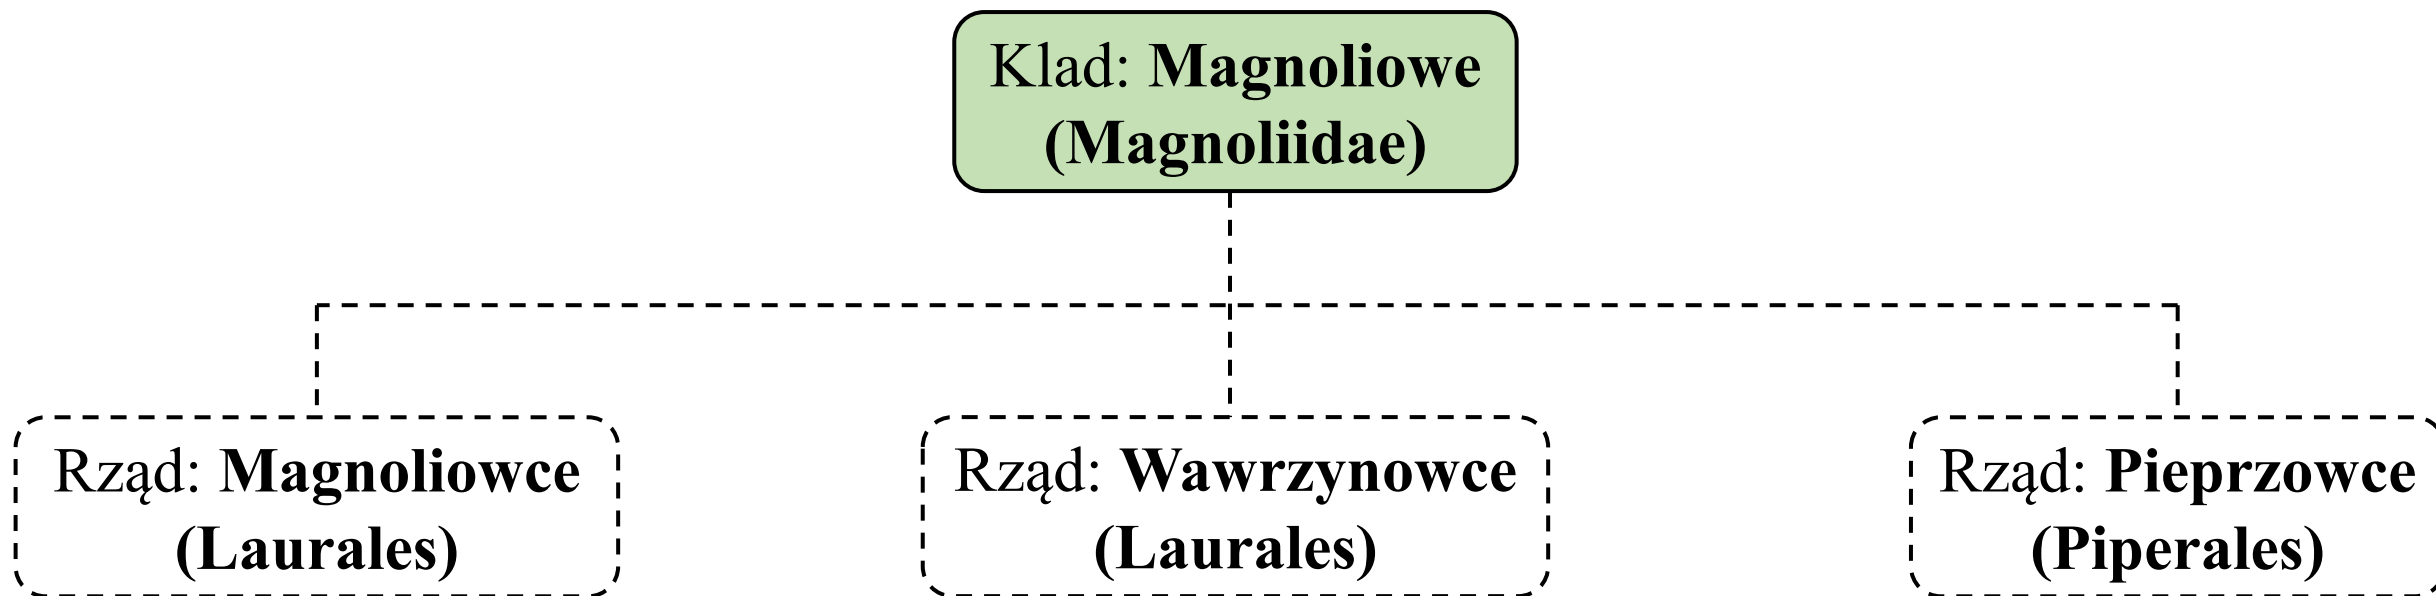 Klad: Magnoliowe
(Magnoliidae)
Rząd: Magnoliowce
(Laurales)
Rząd: Wawrzynowce
(Laurales)
Rząd: Pieprzowce
(Piperales)